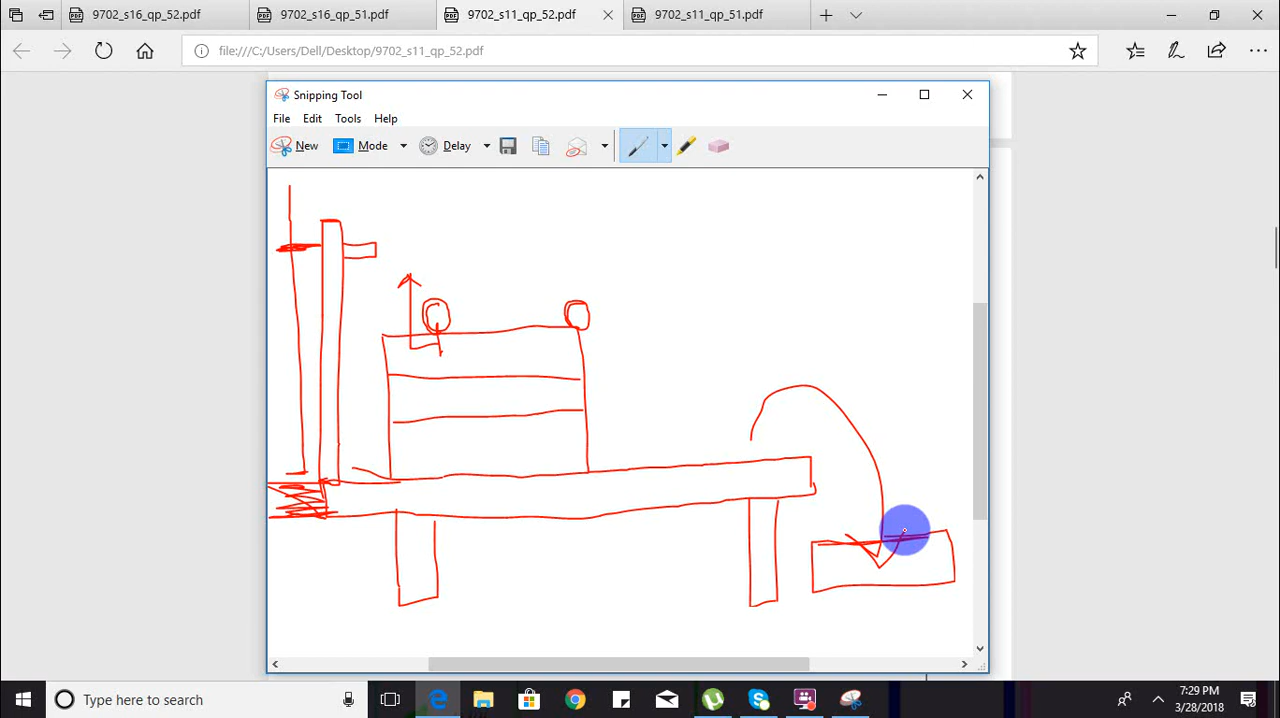 9702_s16_qp_52.pdf
9702_s16_qp_51.pdf
9702_s11_qp_52.pdf
9702_s11_qp_51.pdf
file:///C:/Users/Dell/Desktop/9702_s11_qp_52.pdf
Snipping Tool
File Edit Tools Help
New Mode Delay
Type here to search
7:29 PM
3/28/2018